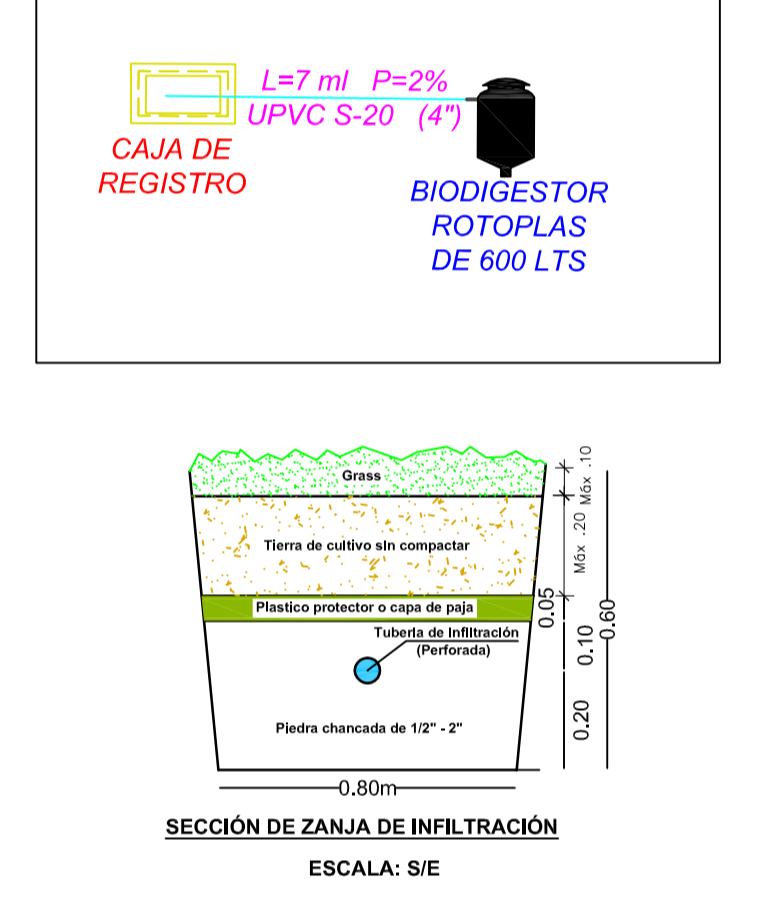 L=7 ml P=2%
UPVC S-20 (4")
CAJA DE
REGISTRO
BIODIGESTOR
ROTOPLAS
DE 600 LTS
Grass
Tierra de cultivo sin compactar
Plastico protector o capa de paja
Tuberia de Infiltración
(Perforada)
Piedra chancada de 1/2" - 2"
Máx .10
Máx .20
0.05
0.10
0.60
0.20
0.80m
SECCIÓN DE ZANJA DE INFILTRACIÓN
ESCALA: S/E